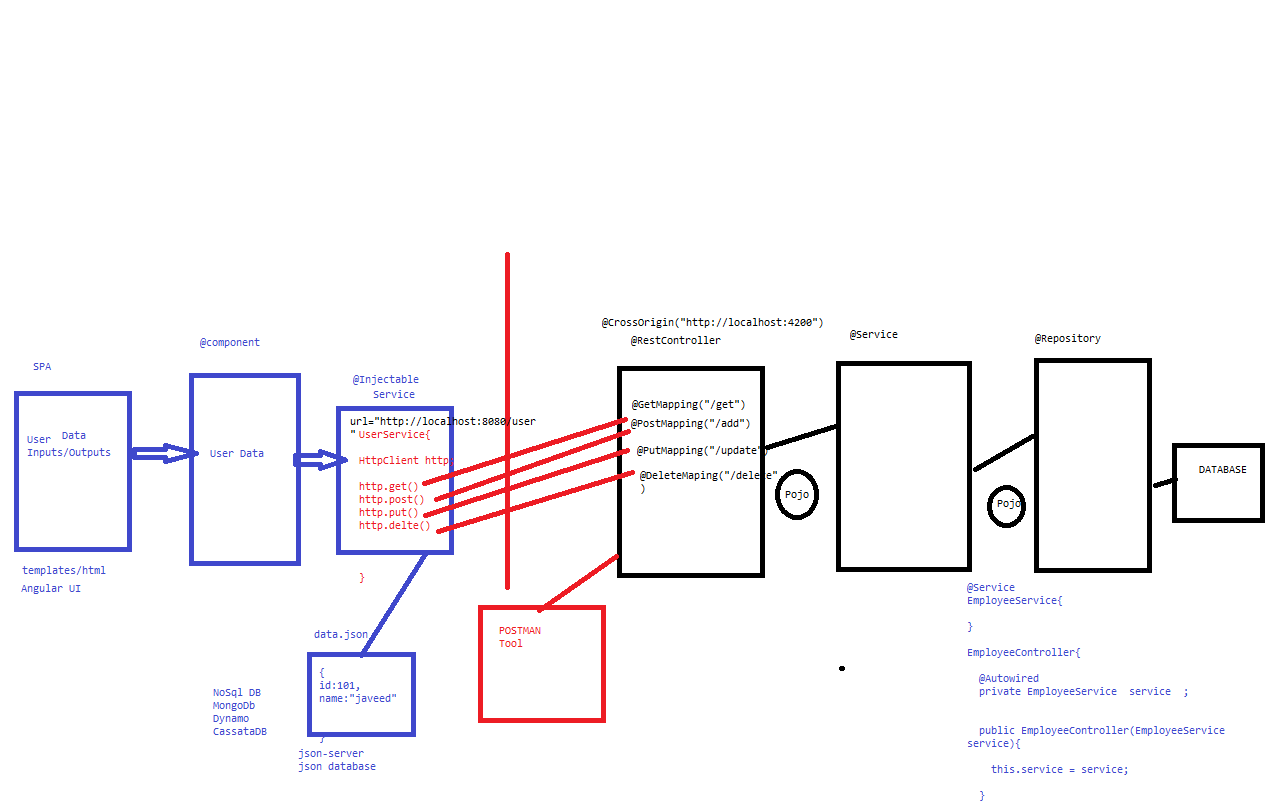 SPA
User Data
Inputs/Outputs
templates/html
Angular UI
@component
User Data
@Injectable
Service
url="http://localhost:8080/user
"
UserService{
HttpClient http
http.get()
http.post()
http.put()
http.delte()
}
data.json
{
id:101,
name:"javeed"
}
json-server
json database
NoSql DB
MongoDb
Dynamo
CassataDB
POSTMAN
Tool
@CrossOrigin("http://localhost:4200")
@RestController
@GetMapping("/get")
@PostMapping("/add")
@PutMapping("/update")
@DeleteMaping("/delete"
)
Pojo
@Service
Pojo
@Repository
DATABASE
@Service
EmployeeService{
}
EmployeeController{
@Autowired
private EmployeeService service ;
public EmployeeController(EmployeeService
service){
this.service = service;
}